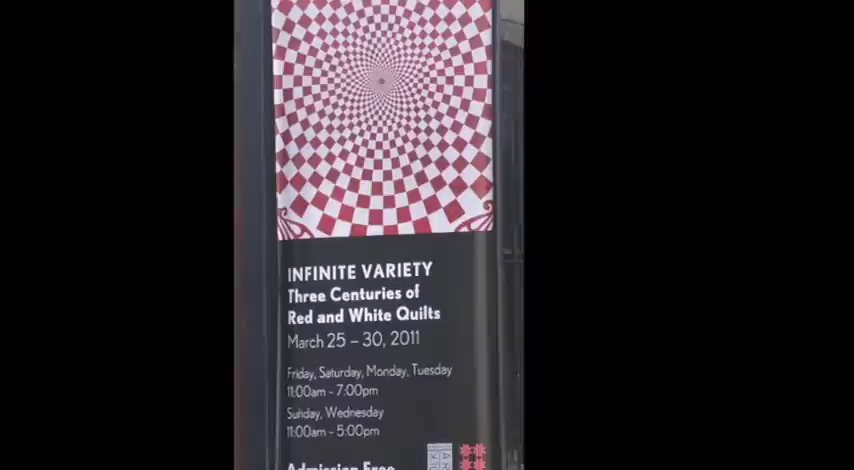 INFINITE VARIETY
Three Centuries of
Red and White Quilts
March 25 – 30, 2011
Friday, Saturday, Monday, Tuesday
11:00am - 7:00pm
Sunday, Wednesday
11:00am - 5:00pm
Admission Free